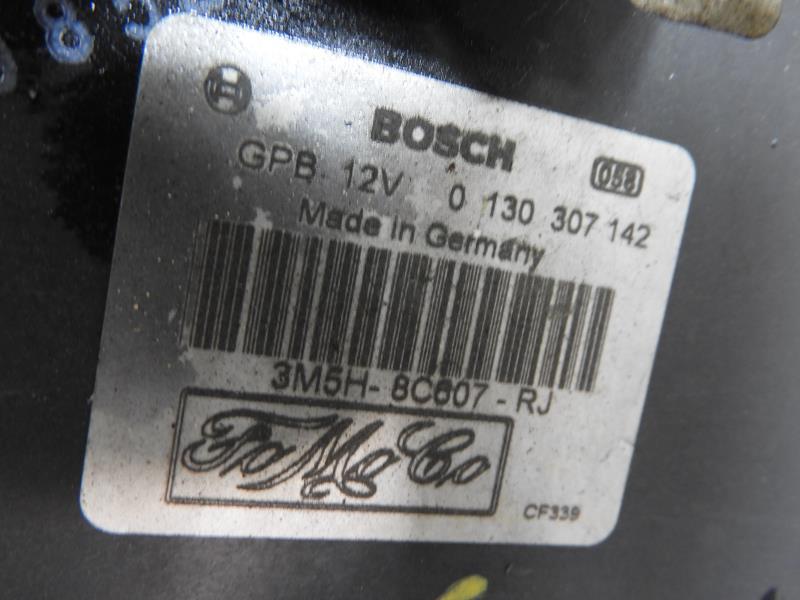 BOSCH
058
GPB 12V 0 130 307 142
Made in Germany
3M5H-8C607-RJ
FoMoCo
CF339